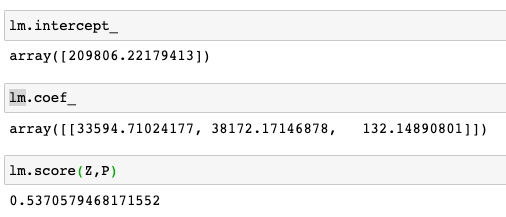 lm.intercept_
array([209806.22179413])
lm.coef_
array([[33594.71024177, 38172.17146878,   132.14890801]])
lm.score(Z,P)
0.5370579468171552